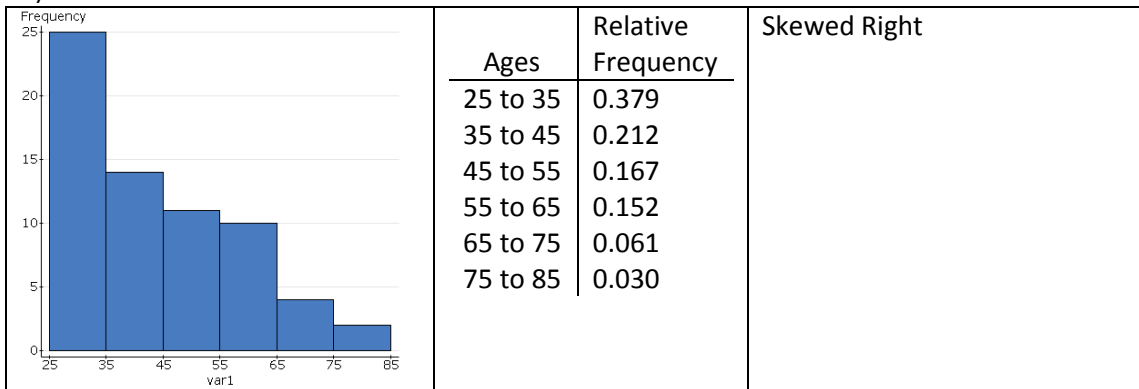 Frequency
25
20
15
10
5
0
25 35 45 55 65 75 85
var1
Ages Relative Frequency
25 to 35 0.379
35 to 45 0.212
45 to 55 0.167
55 to 65 0.152
65 to 75 0.061
75 to 85 0.030
Skewed Right